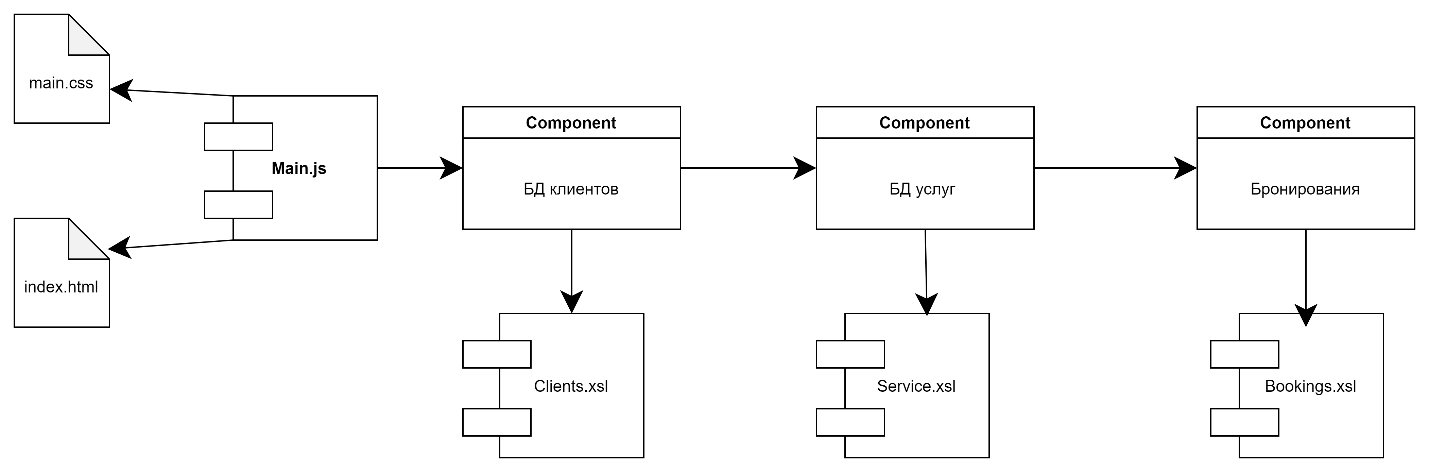 main.css
Main.js
index.html
Component
БД клиентов
Component
БД услуг
Component
Бронирования
Clients.xsl
Service.xsl
Bookings.xsl